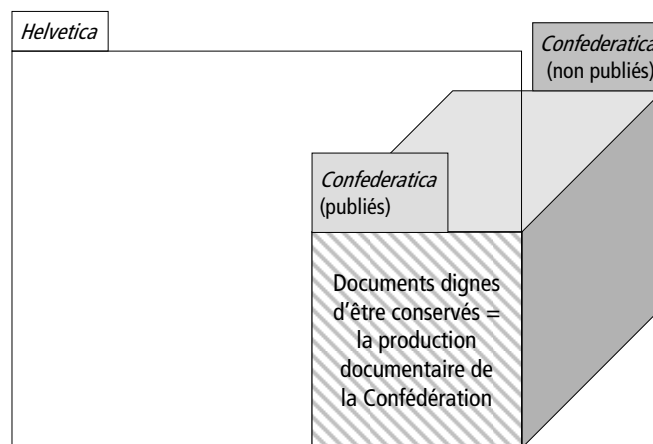 Helvetica
Confederatica
(non publiés)
Confederatica
(publiés)
Documents dignes
d’être conservés =
la production
documentaire de
la Confédération